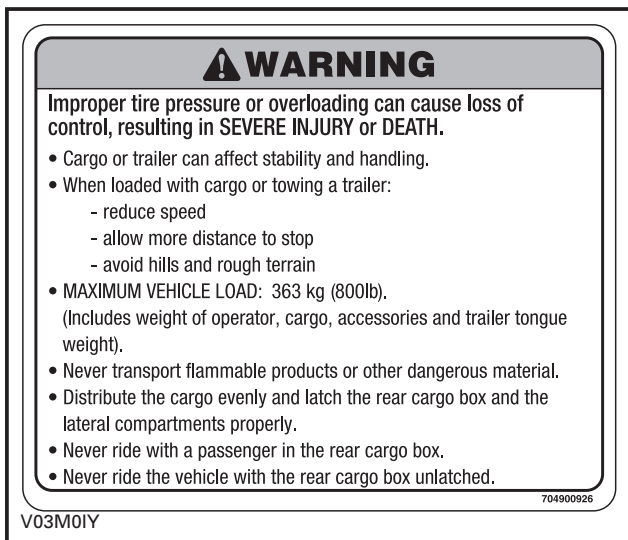 WARNING
Improper tire pressure or overloading can cause loss of
control, resulting in SEVERE INJURY or DEATH.
• Cargo or trailer can affect stability and handling.
• When loaded with cargo or towing a trailer:
- reduce speed
- allow more distance to stop
- avoid hills and rough terrain
• MAXIMUM VEHICLE LOAD: 363 kg (800lb).
(Includes weight of operator, cargo, accessories and trailer tongue
weight).
• Never transport flammable products or other dangerous material.
• Distribute the cargo evenly and latch the rear cargo box and the
lateral compartments properly.
• Never ride with a passenger in the rear cargo box.
• Never ride the vehicle with the rear cargo box unlatched.
704900926
V03M0IY